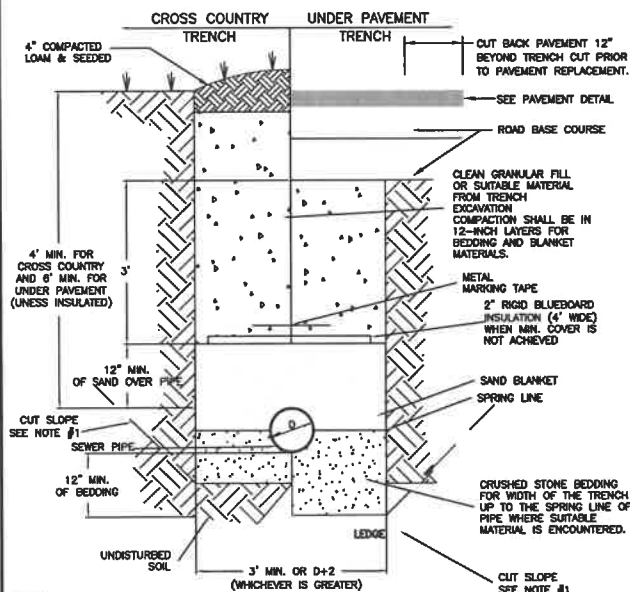 CROSS COUNTRY
TRENCH
UNDER PAVEMENT
TRENCH
4" COMPACTED
LOAM & SEEDED
CUT BACK PAVEMENT 12"
BEYOND TRENCH CUT PRIOR
TO PAVEMENT REPLACEMENT.
SEE PAVEMENT DETAIL
ROAD BASE COURSE
CLEAN GRANULAR FILL
OR SUITABLE MATERIAL
FROM TRENCH
EXCAVATION
COMPACTION SHALL BE IN
12-INCH LAYERS FOR
BEDDING AND BLANKET
MATERIALS.
4' MIN. FOR
CROSS COUNTRY
AND 6' MIN. FOR
UNDER PAVEMENT
(UNESS INSULATED)
3'
METAL
MARKING TAPE
2" RIGID BLUEBOARD
INSULATION (4' WIDE)
WHEN MIN. COVER IS
NOT ACHIEVED
12" MIN.
OF SAND OVER PIPE
SAND BLANKET
SPRING LINE
D
CUT SLOPE
SEE NOTE #1
SEWER PIPE
12" MIN.
OF BEDDING
CRUSHED STONE BEDDING
FOR WIDTH OF THE TRENCH
UP TO THE SPRING LINE OF
PIPE WHERE SUITABLE
MATERIAL IS ENCOUNTERED.
LEDGE
UNDISTURBED
SOIL
3' MIN. OR D+2
(WHICHEVER IS GREATER)
CUT SLOPE
SEE NOTE #1